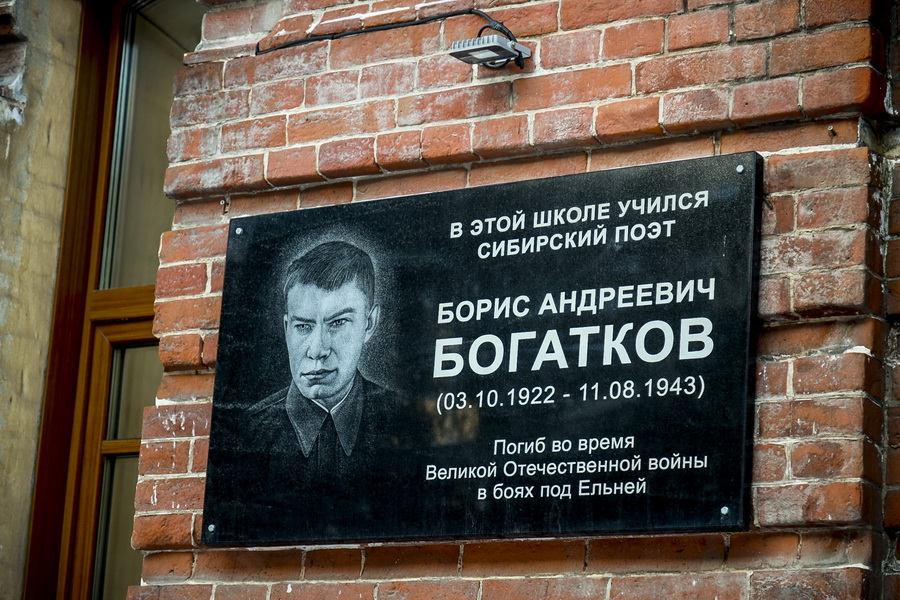 В ЭТОЙ ШКОЛЕ УЧИЛСЯ
СИБИРСКИЙ ПОЭТ
БОРИС АНДРЕЕВИЧ
БОГАТКОВ
(03.10.1922 - 11.08.1943)
Погиб во время
Великой Отечественной войны
в боях под Ельней